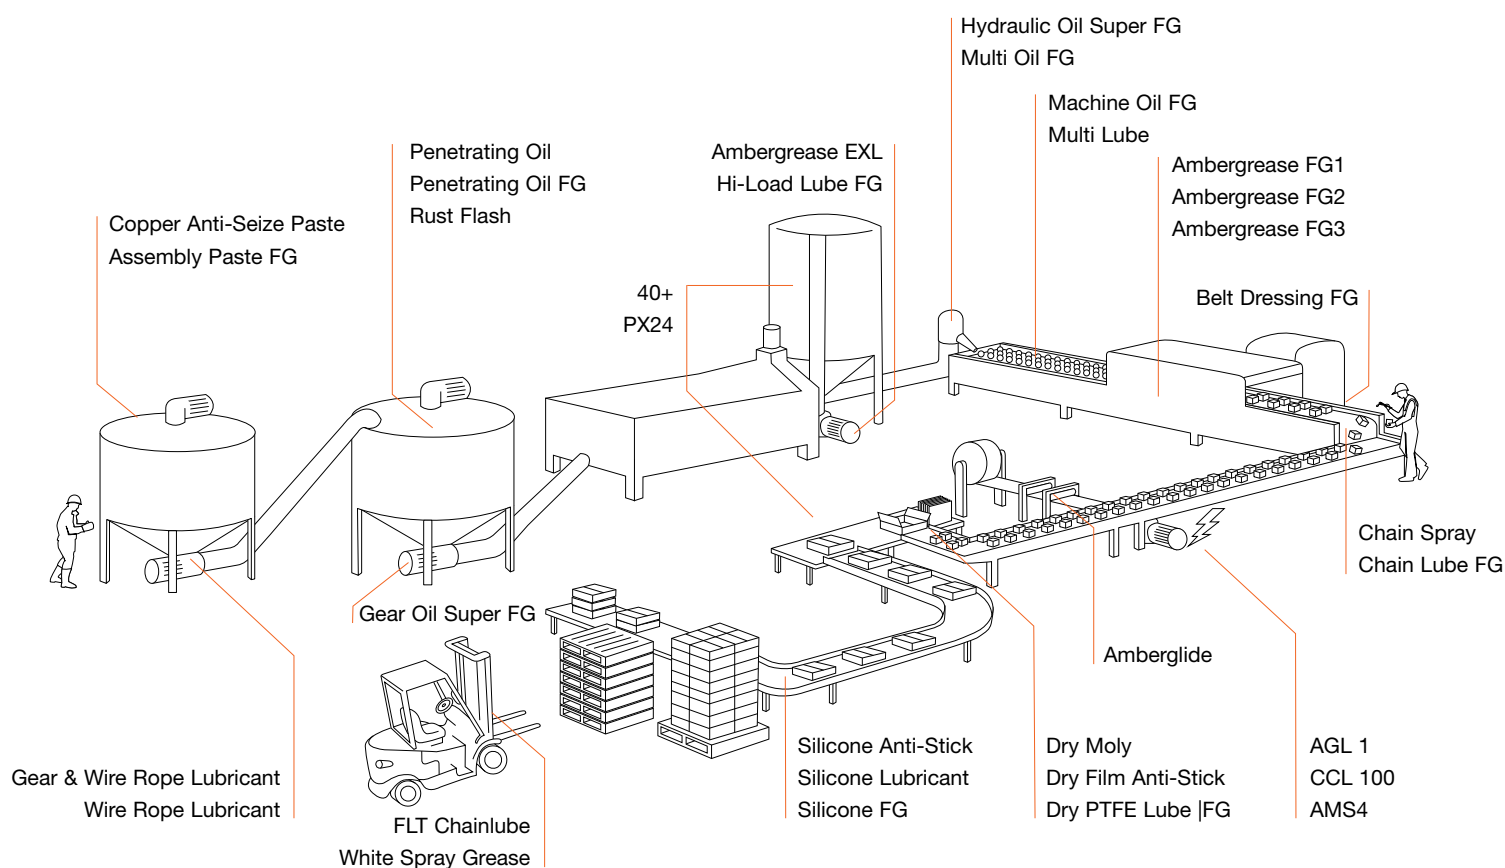 Hydraulic Oil Super FG
Multi Oil FG
Machine Oil FG
Multi Lube
Penetrating Oil
Penetrating Oil FG
Rust Flash
Ambergrease EXL
Hi-Load Lube FG
Ambergrease FG1
Ambergrease FG2
Ambergrease FG3
Copper Anti-Seize Paste
Assembly Paste FG
40+
PX24
Belt Dressing FG
Chain Spray
Chain Lube FG
Gear Oil Super FG
Amberglide
Gear & Wire Rope Lubricant
Wire Rope Lubricant
FLT Chainlube
White Spray Grease
Silicone Anti-Stick
Silicone Lubricant
Silicone FG
Dry Moly
Dry Film Anti-Stick
Dry PTFE Lube |FG
AGL 1
CCL 100
AMS4